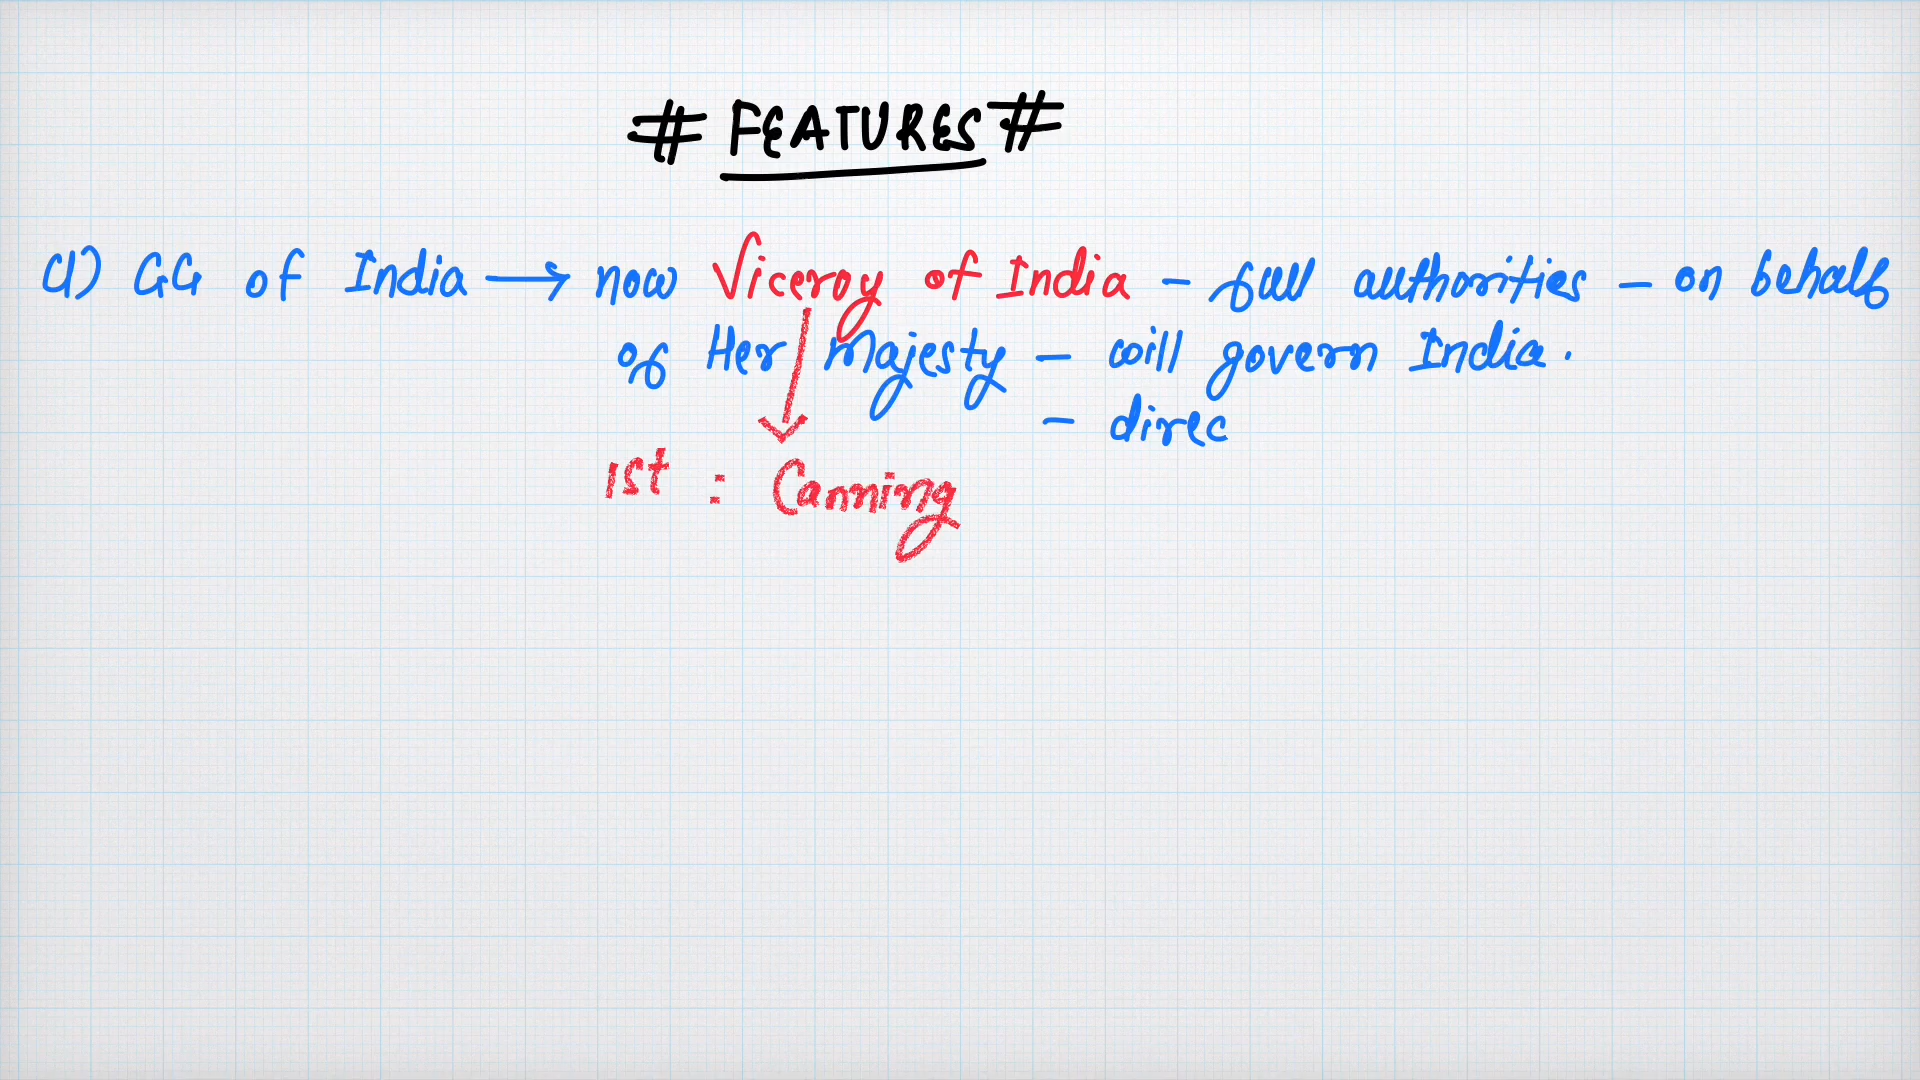 # FEATURES #
a) GG of India → now Viceroy of India - full authorities - on behalf
of Her Majesty - will govern India.
- direc
1st : Canning